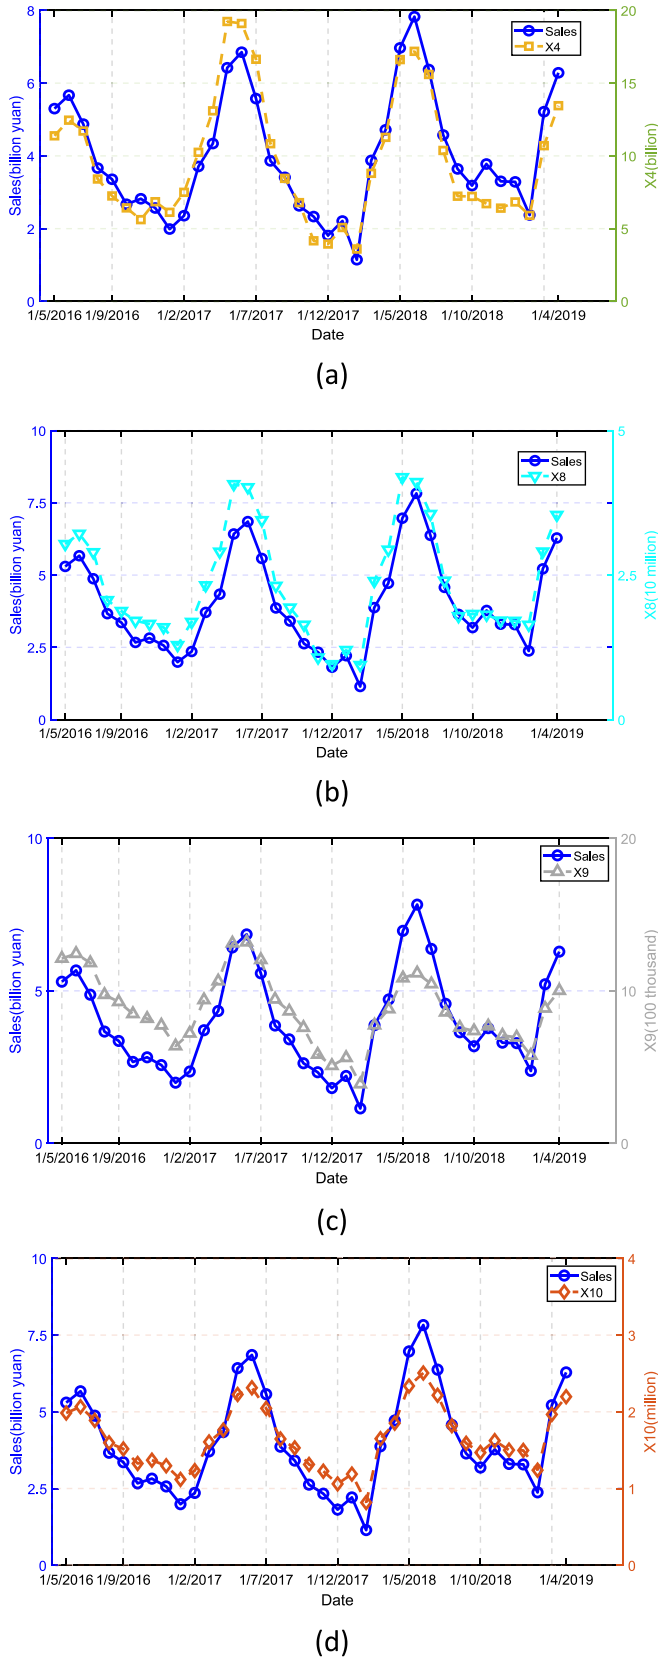 8
20
Sales
X4
6
15
Sales(billion yuan)
4
10
X4(billion)
2
5
0
0
1/5/2016 1/9/2016 1/2/2017 1/7/2017 1/12/2017 1/5/2018 1/10/2018 1/4/2019
Date
(a)
10
5
Sales
X8
7.5
Sales(billion yuan)
5
2.5
X8(10 million)
2.5
0
0
1/5/2016 1/9/2016 1/2/2017 1/7/2017 1/12/2017 1/5/2018 1/10/2018 1/4/2019
Date
(b)
10
20
Sales
X9
Sales(billion yuan)
5
10
X9(100 thousand)
0
0
1/5/2016 1/9/2016 1/2/2017 1/7/2017 1/12/2017 1/5/2018 1/10/2018 1/4/2019
Date
(c)
10
4
Sales
X10
7.5
3
Sales(billion yuan)
5
2
X10(million)
2.5
1
0
0
1/5/2016 1/9/2016 1/2/2017 1/7/2017 1/12/2017 1/5/2018 1/10/2018 1/4/2019
Date
(d)